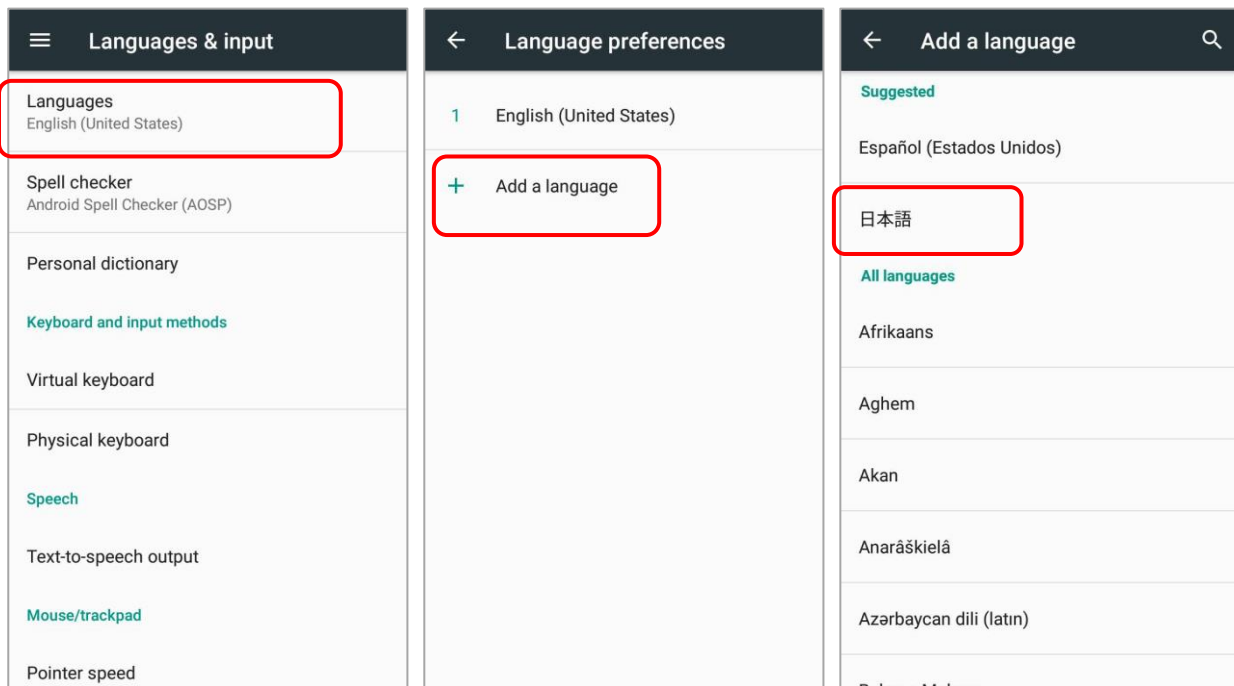 Languages & input
Languages
English (United States)
Spell checker
Android Spell Checker (AOSP)
Personal dictionary
Keyboard and input methods
Virtual keyboard
Physical keyboard
Speech
Text-to-speech output
Mouse/trackpad
Pointer speed
Language preferences
1 English (United States)
+ Add a language
Add a language
Suggested
Español (Estados Unidos)
日本語
All languages
Afrikaans
Aghem
Akan
Anarâškielâ
Azərbaycan dili (latın)